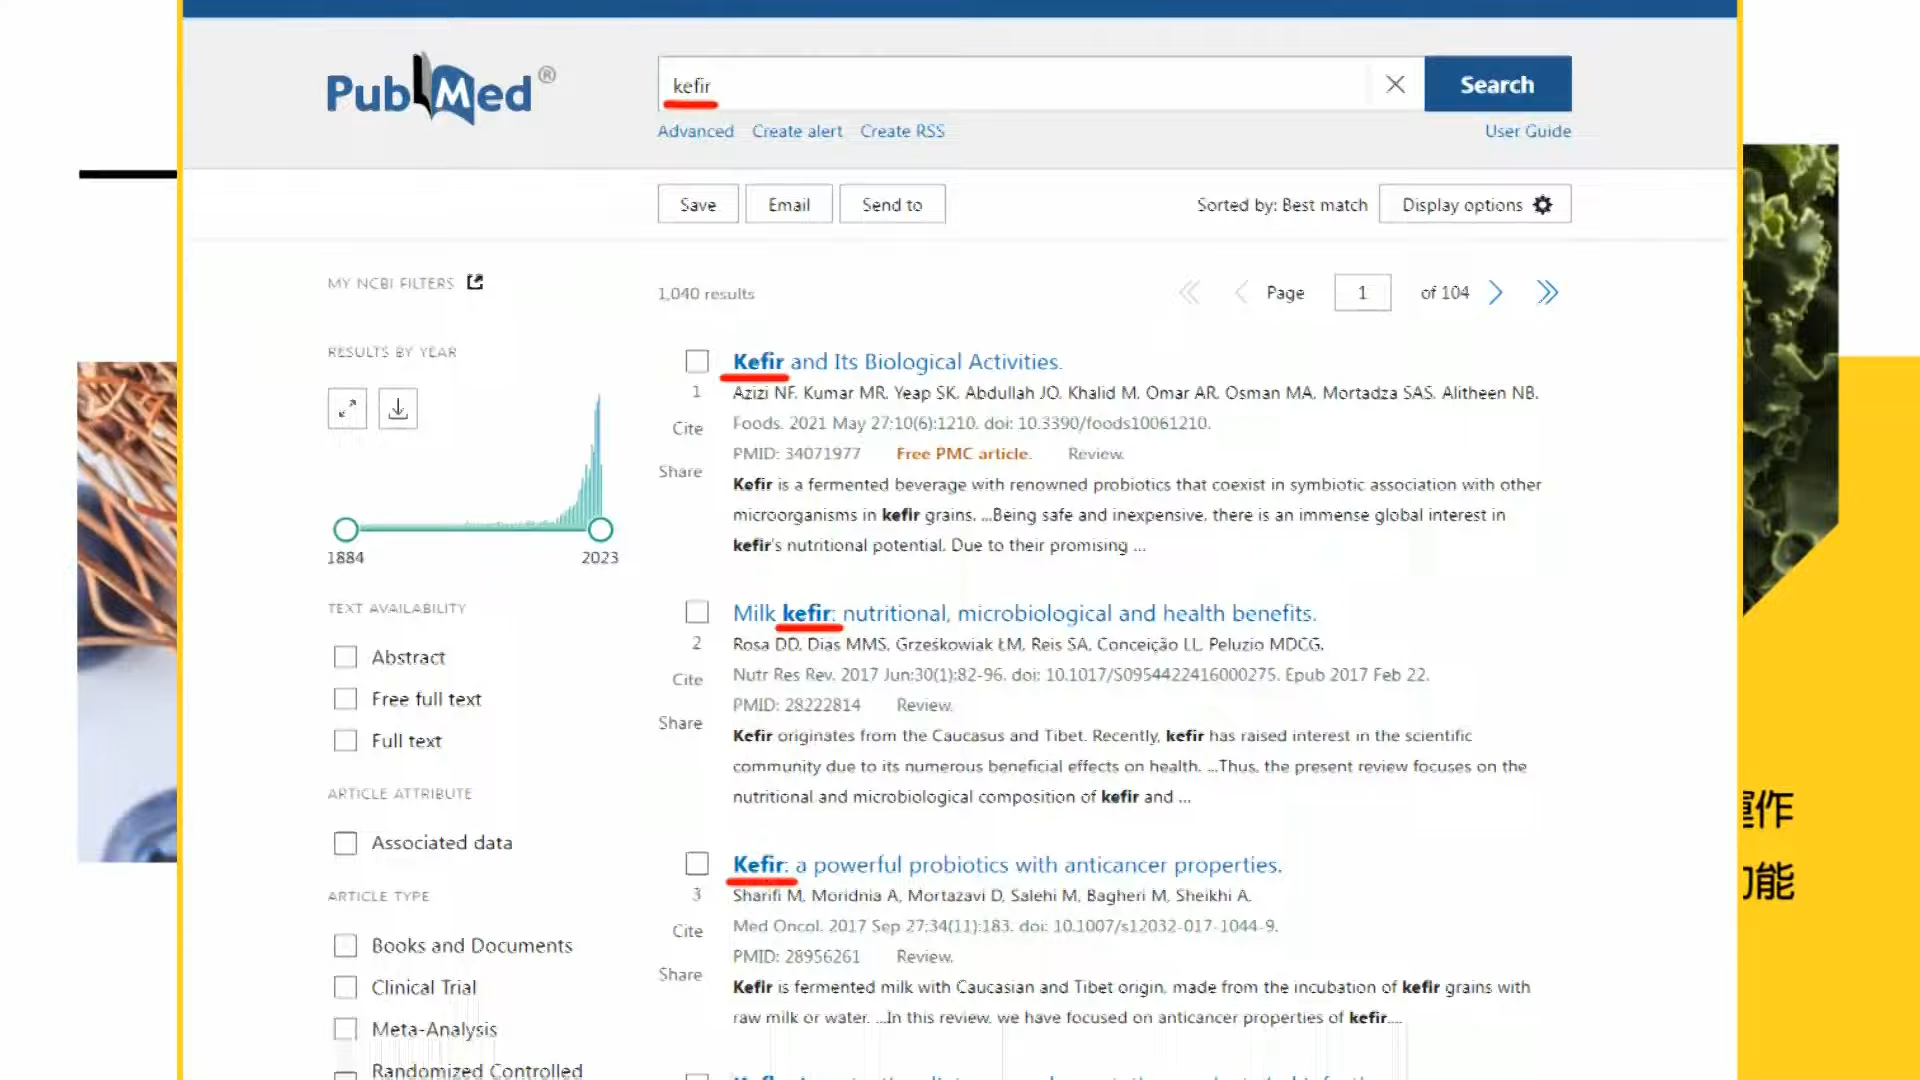 PubMed®
kefir
Search
Advanced Create alert Create RSS
User Guide
Save Email Send to
Sorted by: Best match
Display options
MY NCBI FILTERS
1,040 results
Page 1 of 104
RESULTS BY YEAR
1884 2023
TEXT AVAILABILITY
Abstract
Free full text
Full text
ARTICLE ATTRIBUTE
Associated data
ARTICLE TYPE
Books and Documents
Clinical Trial
Meta-Analysis
Randomized Controlled
Kefir and Its Biological Activities.
1
Azizi NF, Kumar MR, Yeap SK, Abdullah JO, Khalid M, Omar AR, Osman MA, Mortadza SAS, Alitheen NB.
Cite
Foods. 2021 May 27;10(6):1210. doi: 10.3390/foods10061210.
PMID: 34071977 Free PMC article. Review.
Share
Kefir is a fermented beverage with renowned probiotics that coexist in symbiotic association with other
microorganisms in kefir grains. ...Being safe and inexpensive, there is an immense global interest in
kefir's nutritional potential. Due to their promising ...
Milk kefir: nutritional, microbiological and health benefits.
2
Rosa DD, Dias MMS, Grześkowiak ŁM, Reis SA, Conceição LL, Peluzio MDCG.
Cite
Nutr Res Rev. 2017 Jun;30(1):82-96. doi: 10.1017/S0954422416000275. Epub 2017 Feb 22.
PMID: 28222814 Review.
Share
Kefir originates from the Caucasus and Tibet. Recently, kefir has raised interest in the scientific
community due to its numerous beneficial effects on health. ...Thus, the present review focuses on the
nutritional and microbiological composition of kefir and ...
Kefir: a powerful probiotics with anticancer properties.
3
Sharifi M, Moridnia A, Mortazavi D, Salehi M, Bagheri M, Sheikhi A.
Cite
Med Oncol. 2017 Sep 27;34(11):183. doi: 10.1007/s12032-017-1044-9.
PMID: 28956261 Review.
Share
Kefir is fermented milk with Caucasian and Tibet origin, made from the incubation of kefir grains with
raw milk or water. ...In this review, we have focused on anticancer properties of kefir....
作
能